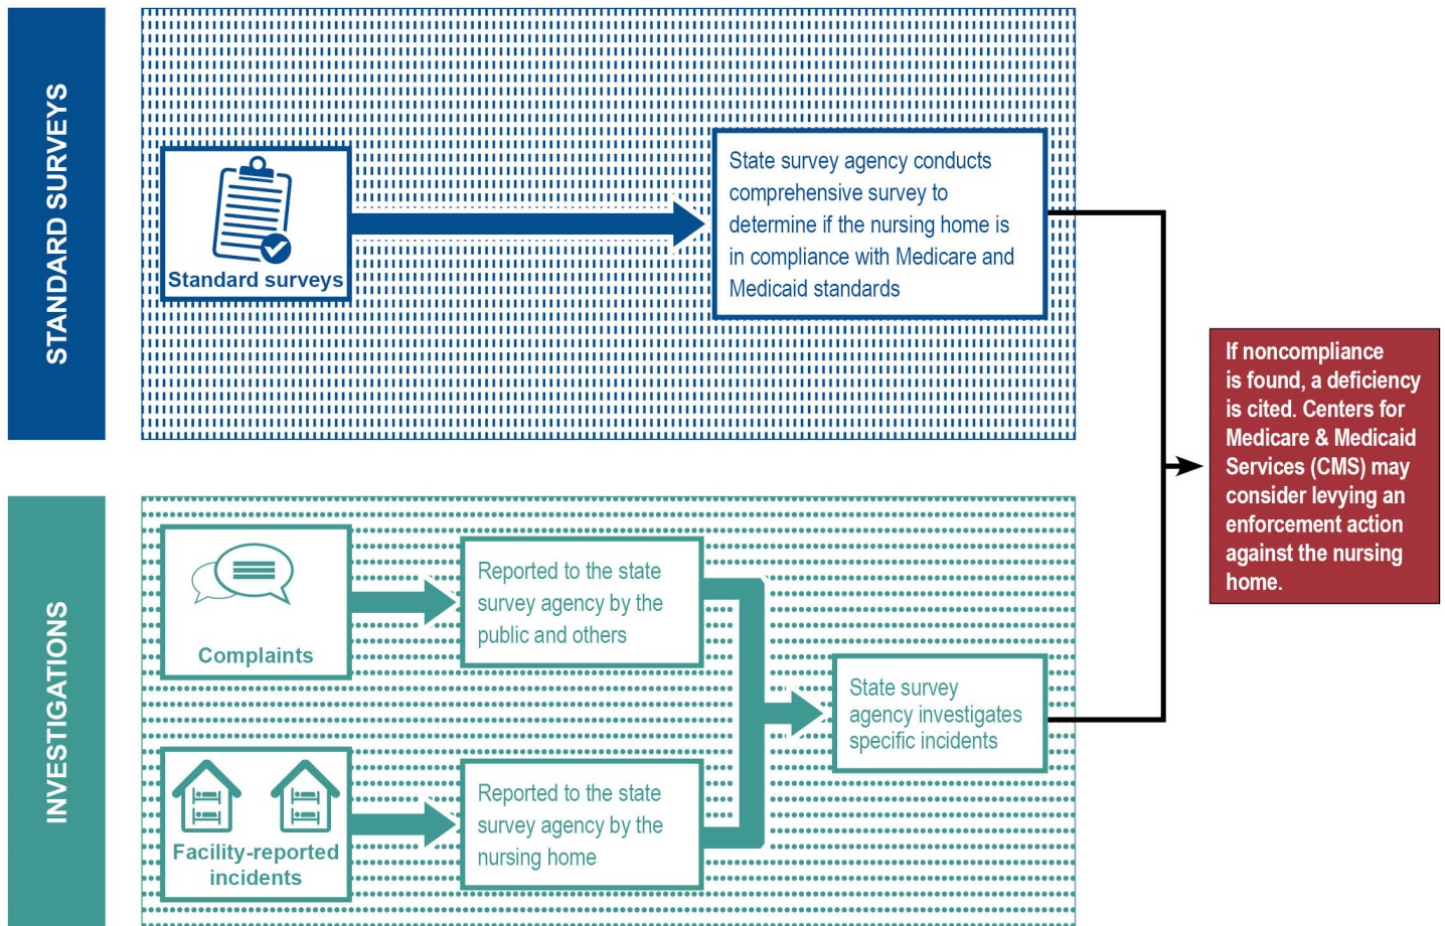 STANDARD SURVEYS
Standard surveys
State survey agency conducts
comprehensive survey to
determine if the nursing home is
in compliance with Medicare and
Medicaid standards
If noncompliance
is found, a deficiency
is cited. Centers for
Medicare & Medicaid
Services (CMS) may
consider levying an
enforcement action
against the nursing
home.
INVESTIGATIONS
Complaints
Reported to the state
survey agency by the
public and others
Facility-reported
incidents
Reported to the state
survey agency by the
nursing home
State survey
agency investigates
specific incidents